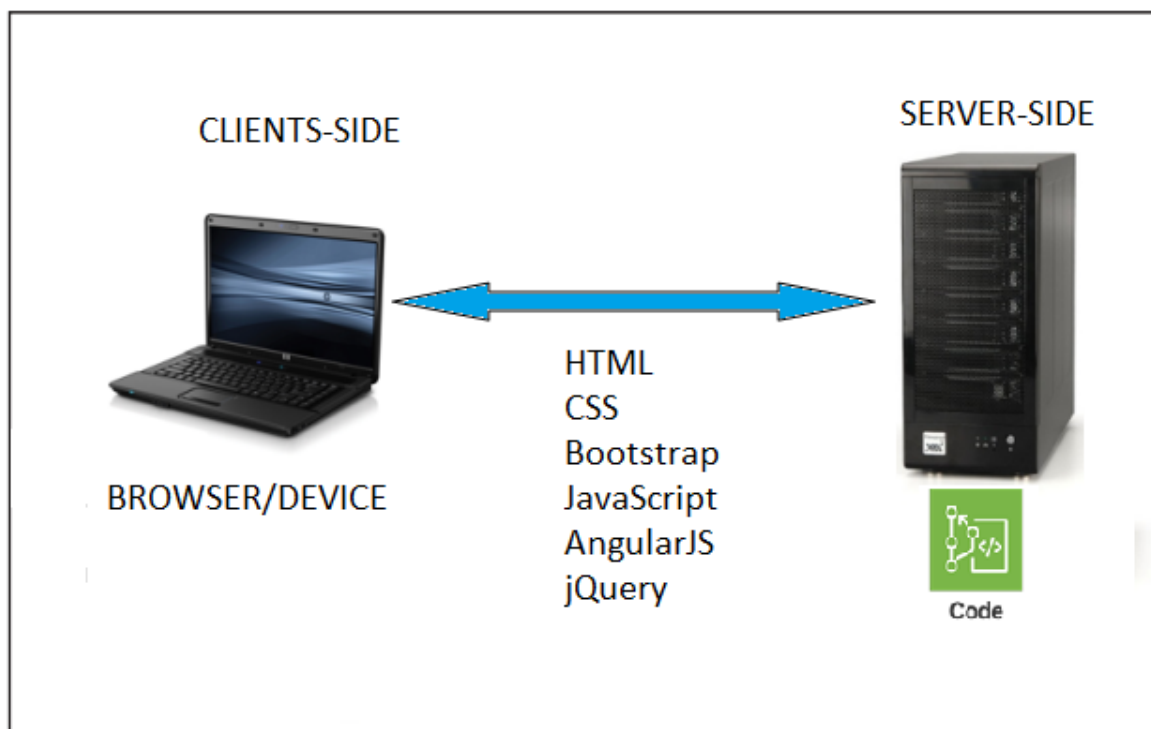 CLIENTS-SIDE
SERVER-SIDE
HTML
CSS
Bootstrap
JavaScript
AngularJS
jQuery
BROWSER/DEVICE
</>
Code